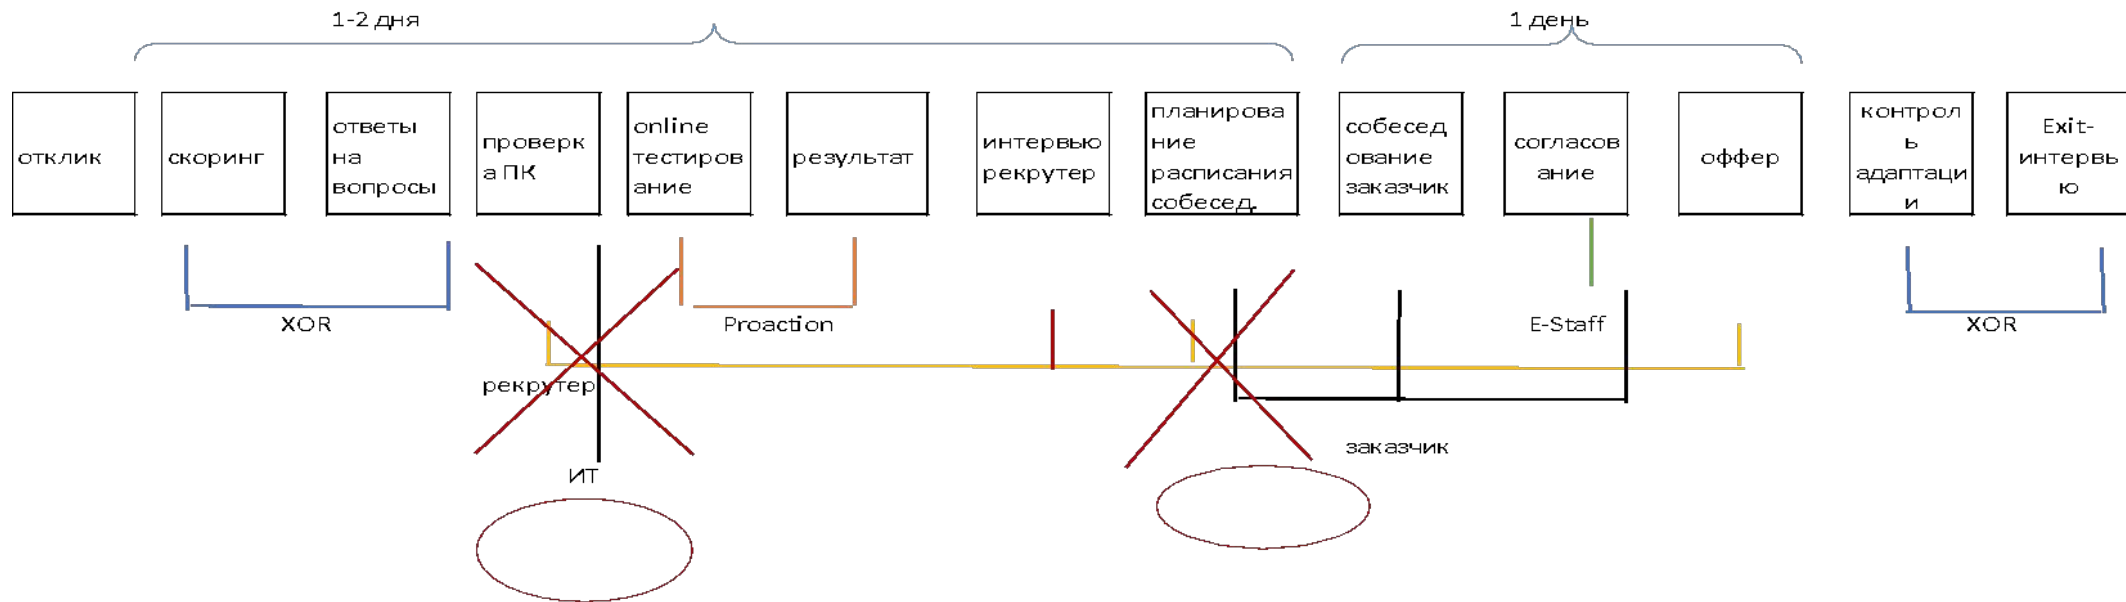 1-2 дня
1 день
отклик
скоринг
ответы
на
вопросы
проверк
а ПК
online
тестиров
ание
результат
интервью
рекрутер
планирова
ние
расписания
собесед.
собесед
ование
заказчик
согласов
ание
оффер
контрол
ь
адаптаци
и
Exit-
интервь
ю
XOR
Proaction
E-Staff
XOR
рекрутер
заказчик
ИТ